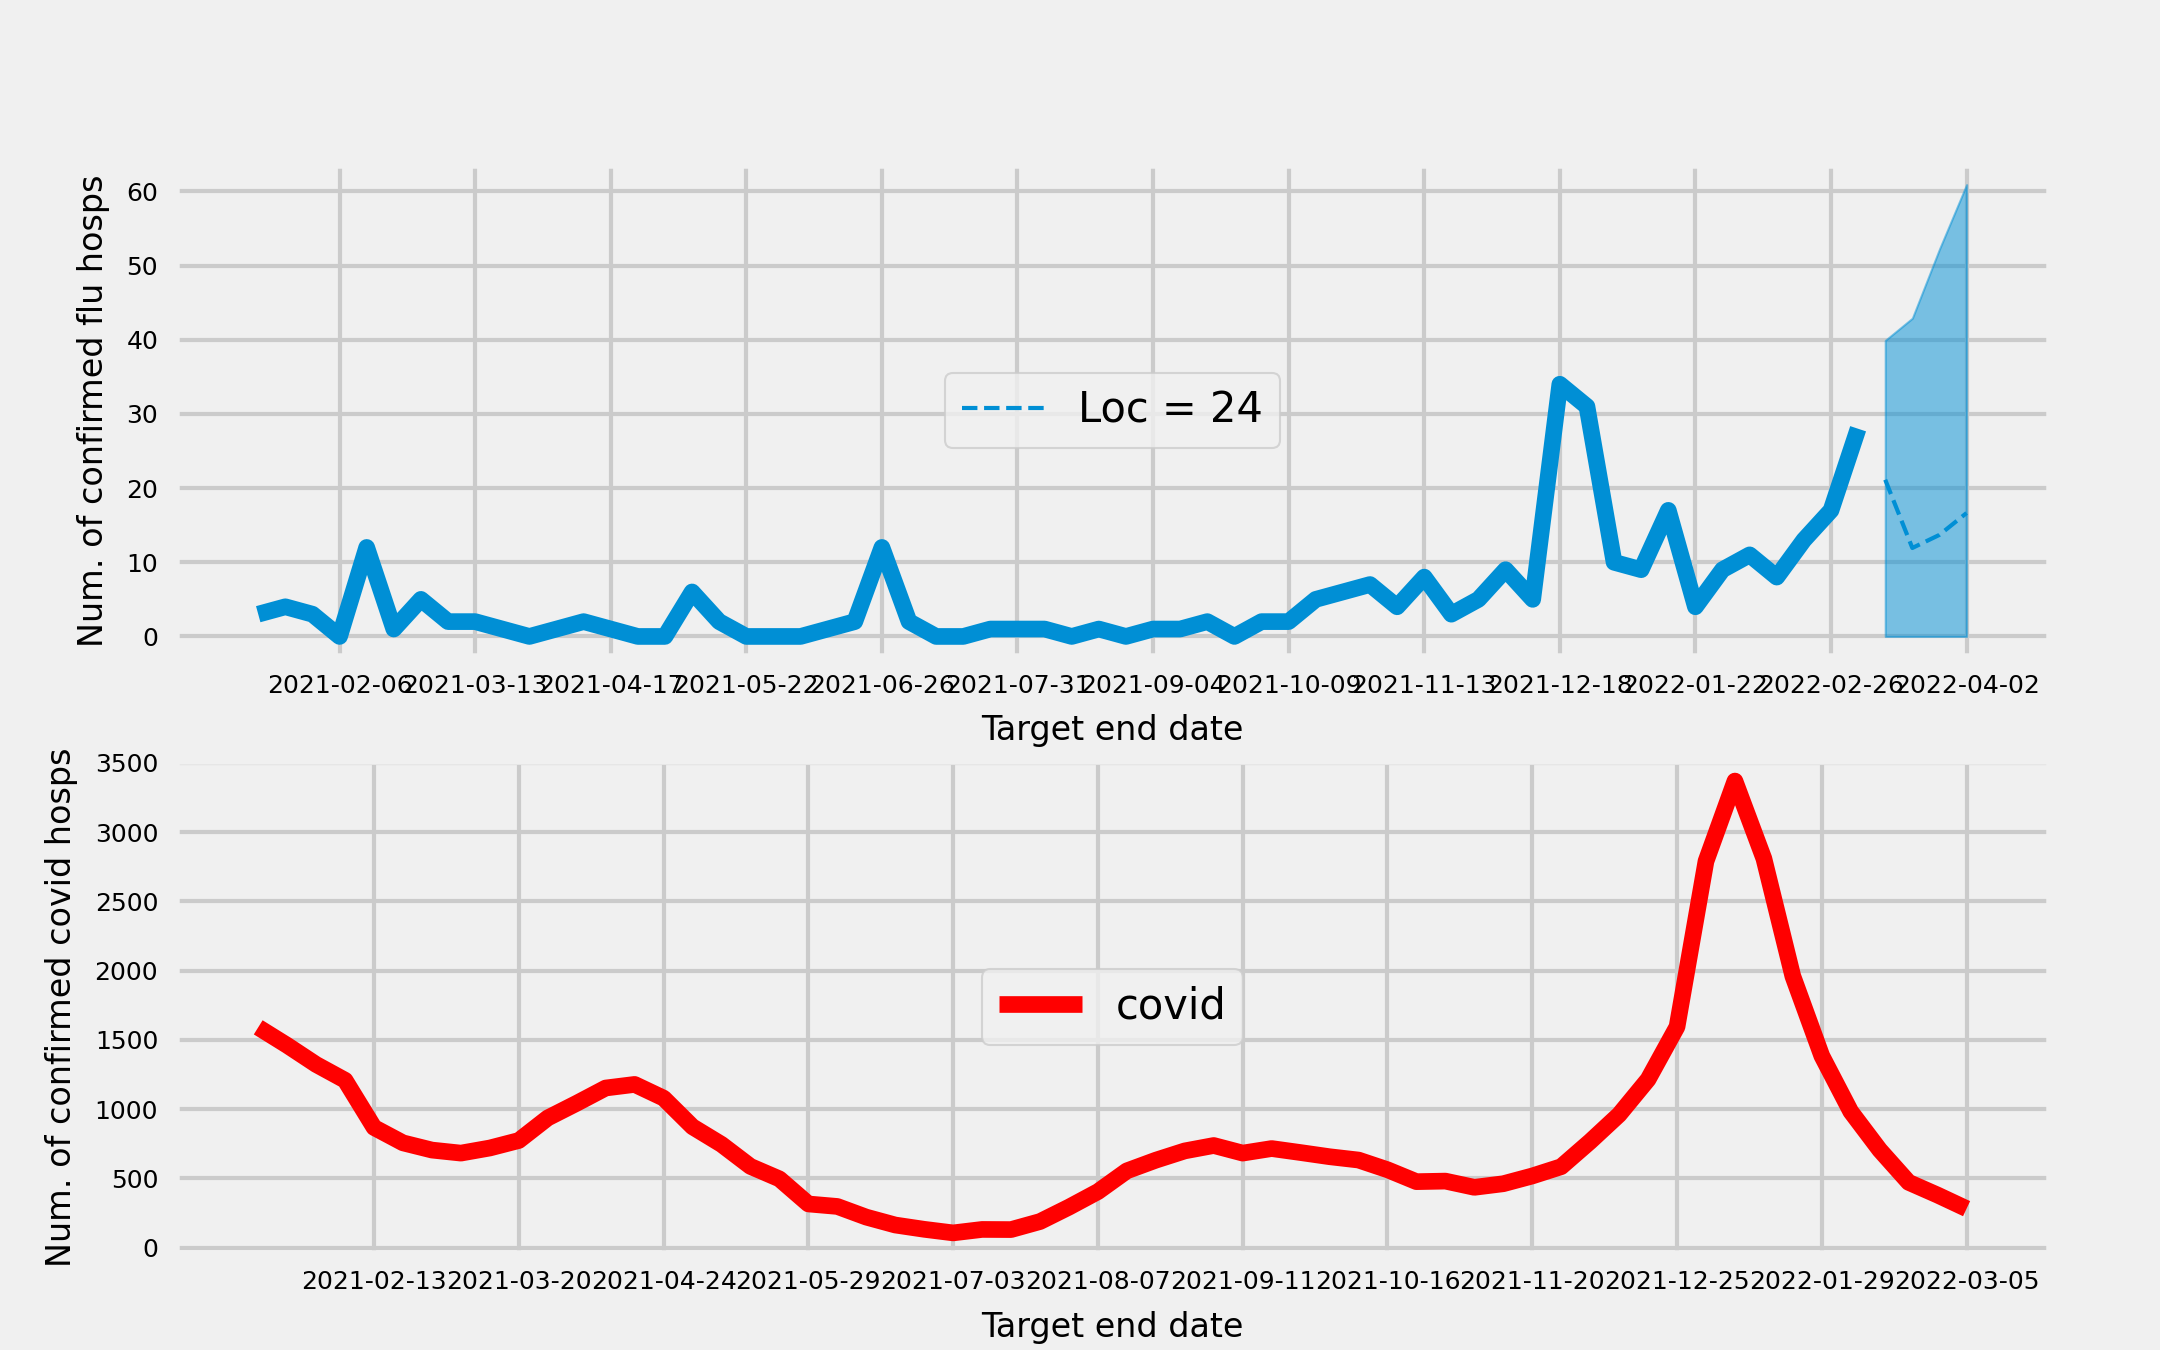 Num. of confirmed flu hosps
60
50
40
30
20
10
0
Loc = 24
2021-02-06 2021-03-13 2021-04-17 2021-05-22 2021-06-26 2021-07-31 2021-09-04 2021-10-09 2021-11-13 2021-12-18 2022-01-22 2022-02-26 2022-04-02
Target end date
Num. of confirmed covid hosps
3500
3000
2500
2000
1500
1000
500
0
covid
2021-02-13 2021-03-20 2021-04-24 2021-05-29 2021-07-03 2021-08-07 2021-09-11 2021-10-16 2021-11-20 2021-12-25 2022-01-29 2022-03-05
Target end date